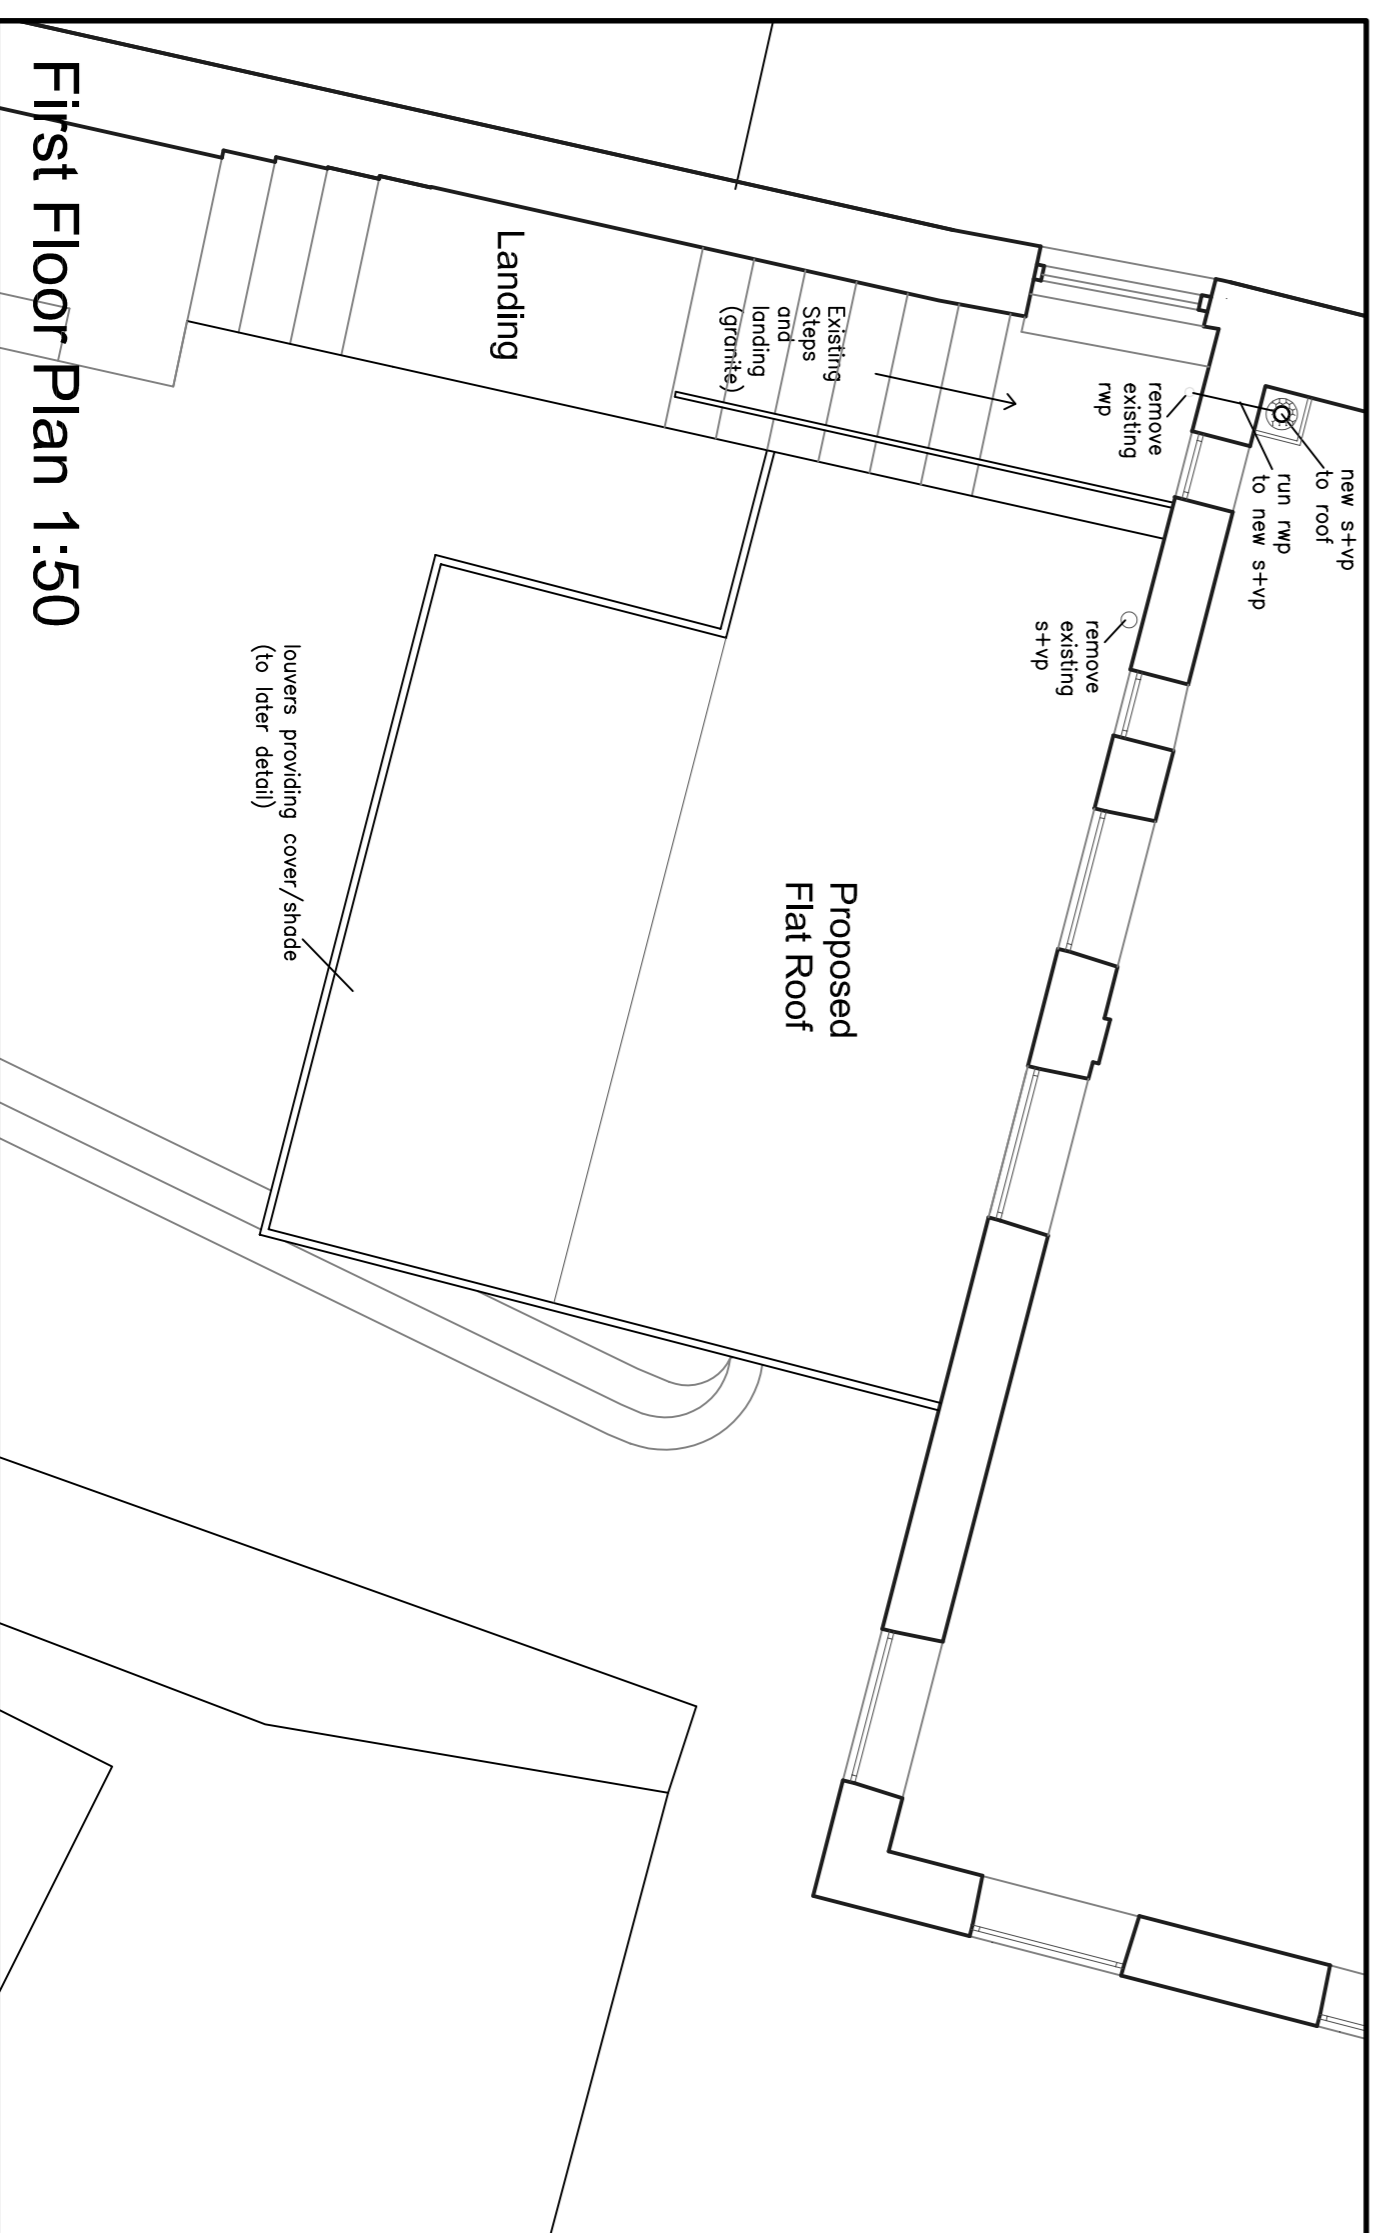 new s+vp
to roof
run rwp
to new s+vp
remove
existing
rwp
remove
existing
s+vp
Existing
Steps
and
landing
(granite)
Landing
Proposed
Flat Roof
louvers providing cover/shade
(to later detail)
First Floor Plan 1:50